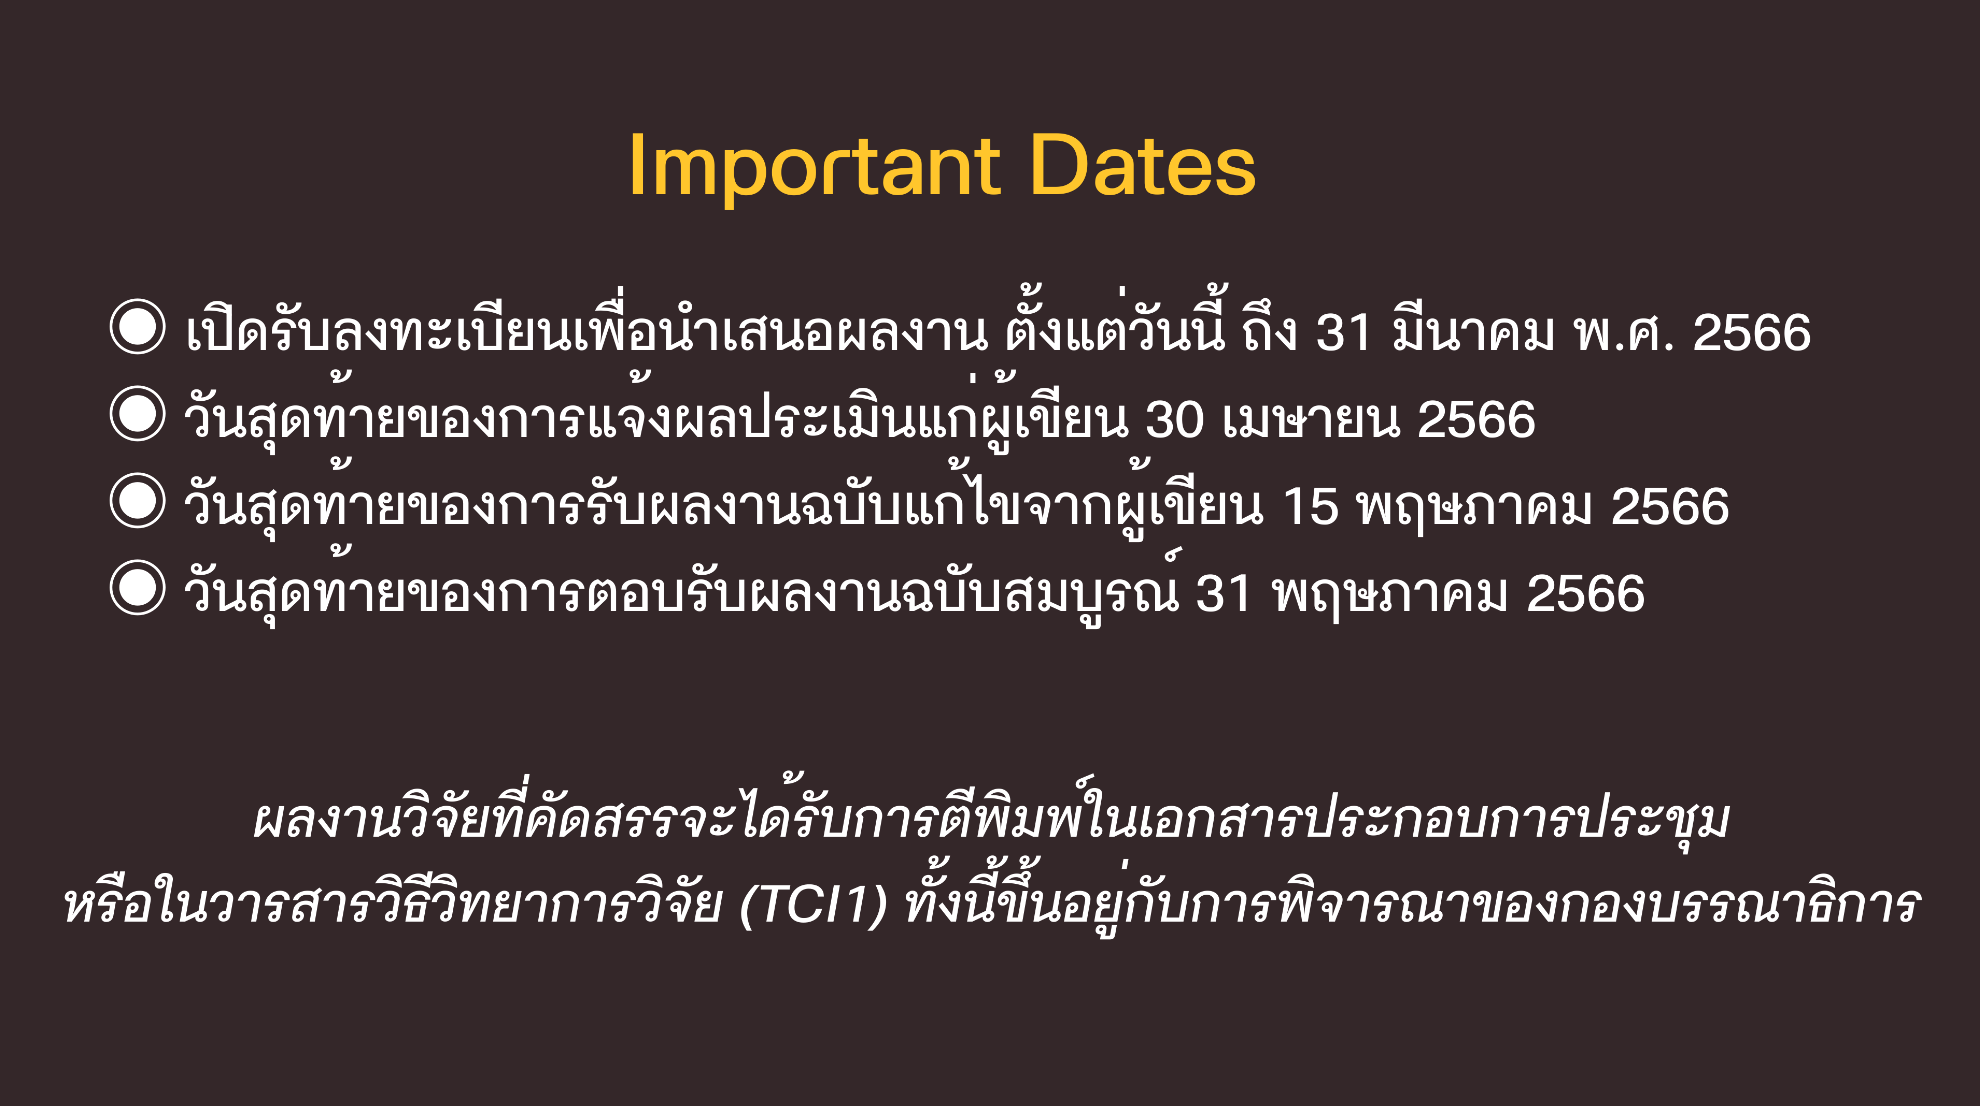 Important Dates
เปิดรับลงทะเบียนเพื่อนำเสนอผลงาน ตั้งแต่วันนี้ ถึง 31 มีนาคม พ.ศ. 2566
วันสุดท้ายของการแจ้งผลประเมินแก่ผู้เขียน 30 เมษายน 2566
วันสุดท้ายของการรับผลงานฉบับแก้ไขจากผู้เขียน 15 พฤษภาคม 2566
วันสุดท้ายของการตอบรับผลงานฉบับสมบูรณ์ 31 พฤษภาคม 2566
ผลงานวิจัยที่คัดสรรจะได้รับการตีพิมพ์ในเอกสารประกอบการประชุม
หรือในวารสารวิธีวิทยาการวิจัย (TCI1) ทั้งนี้ขึ้นอยู่กับการพิจารณาของกองบรรณาธิการ